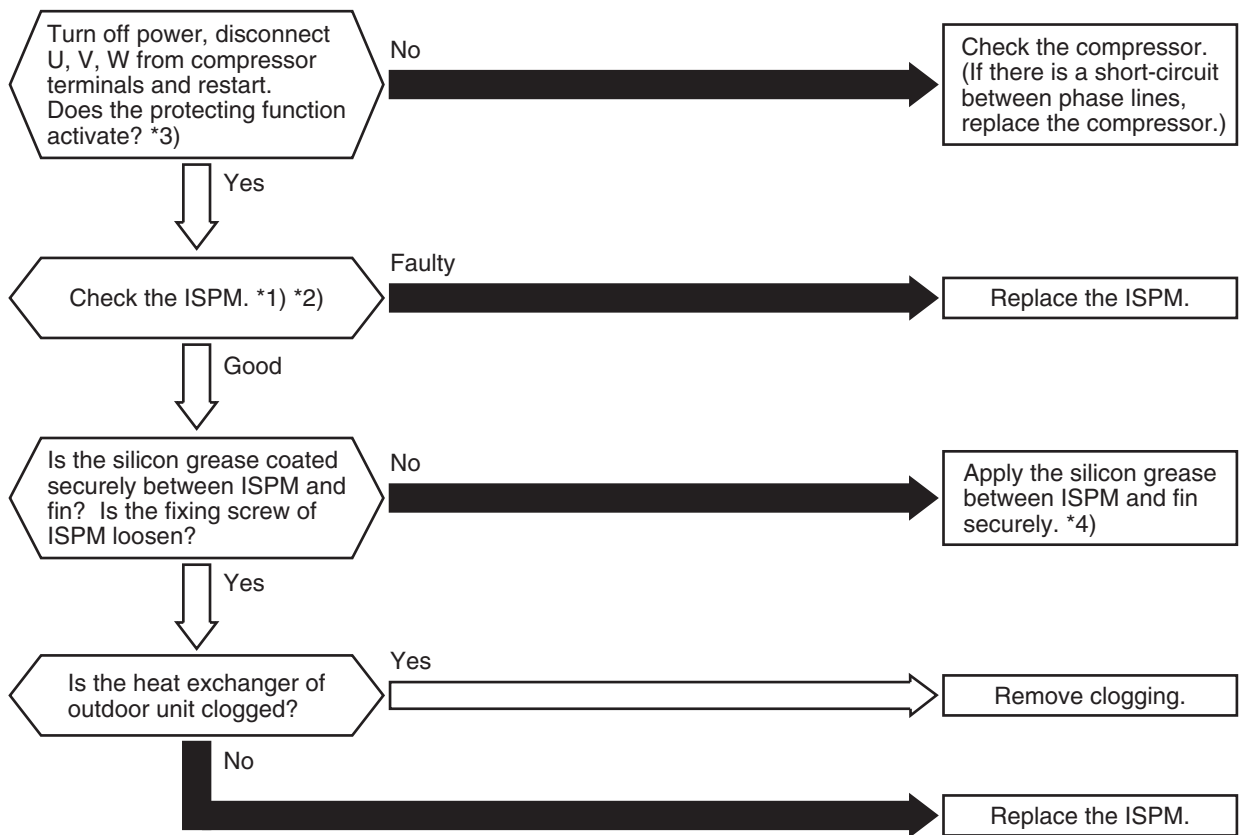 Turn off power, disconnect
U, V, W from compressor
terminals and restart.
Does the protecting function
activate? *3)
No
Check the compressor.
(If there is a short-circuit
between phase lines,
replace the compressor.)
Yes
Check the ISPM. *1) *2)
Faulty
Replace the ISPM.
Good
Is the silicon grease coated
securely between ISPM and
fin? Is the fixing screw of
ISPM loosen?
No
Apply the silicon grease
between ISPM and fin
securely. *4)
Yes
Is the heat exchanger of
outdoor unit clogged?
Yes
Remove clogging.
No
Replace the ISPM.